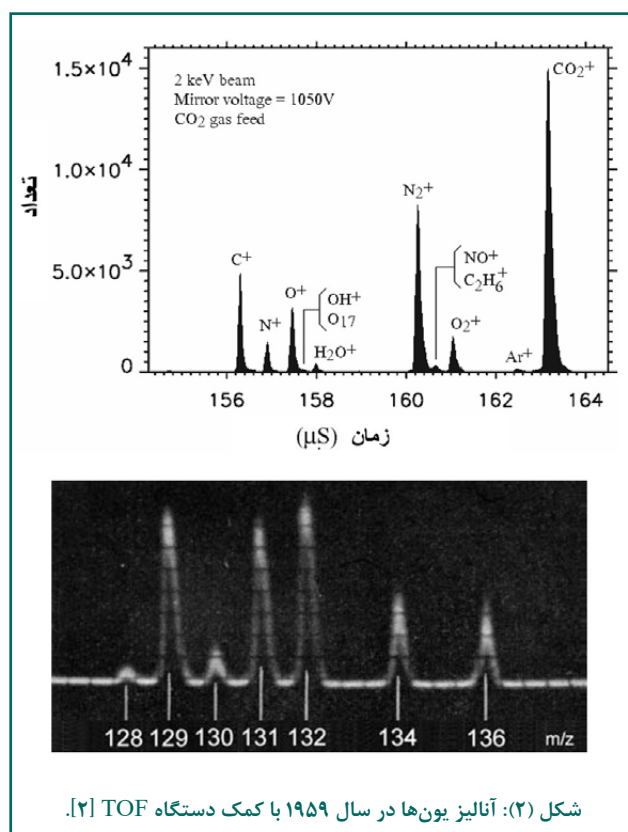 1.5×10⁴
1.0×10⁴
5.0×10³
0
تعداد
2 keV beam
Mirror voltage = 1050V
CO₂ gas feed
C⁺
N⁺
O⁺
OH⁺
O₁₇
H₂O⁺
N₂⁺
NO⁺
C₂H₆⁺
O₂⁺
Ar⁺
CO₂⁺
156 158 160 162 164
زمان (μS)
128 129 130 131 132 134 136 m/z
شکل (۲): آنالیز یون‌ها در سال ۱۹۵۹ با کمک دستگاه TOF [۲].